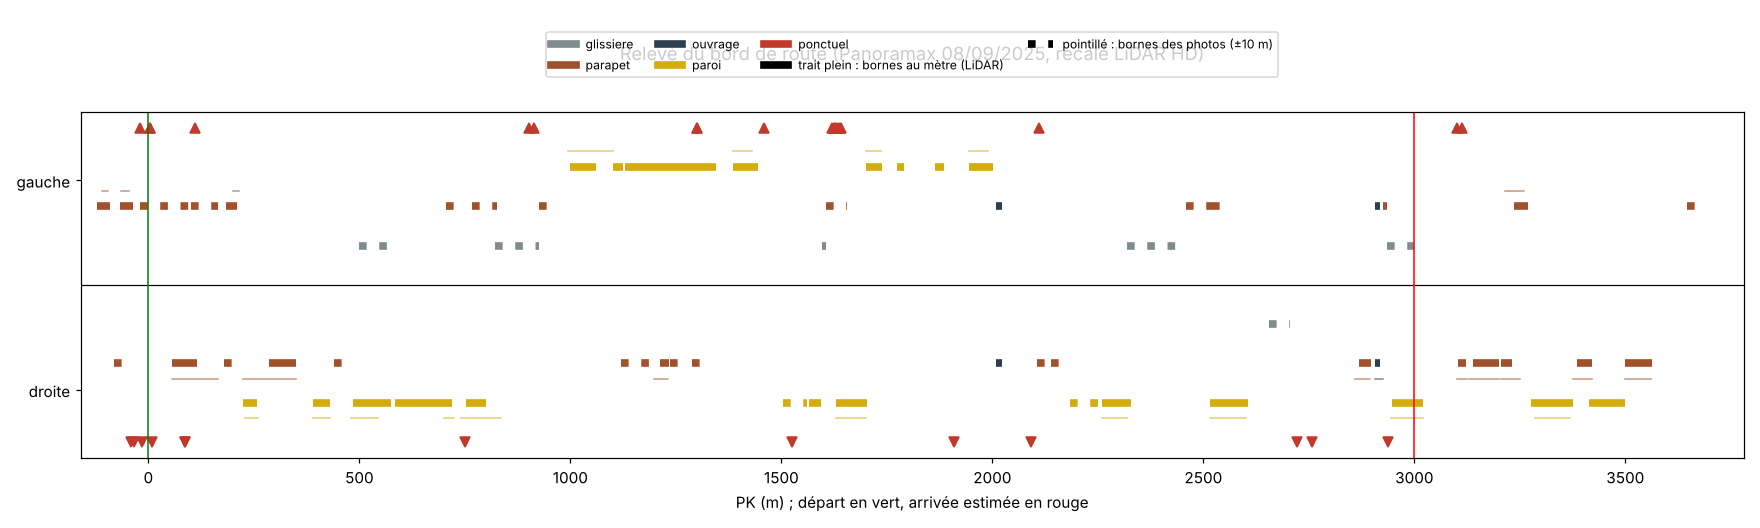 glissiere ouvrage ponctuel pointillé : bornes des photos (±10 m)
Relevé du bord de route (Panoramax 08/09/2025, recalé LiDAR HD)
parapet paroi trait plein : bornes au mètre (LiDAR)
gauche
droite
0 500 1000 1500 2000 2500 3000 3500
PK (m) ; départ en vert, arrivée estimée en rouge